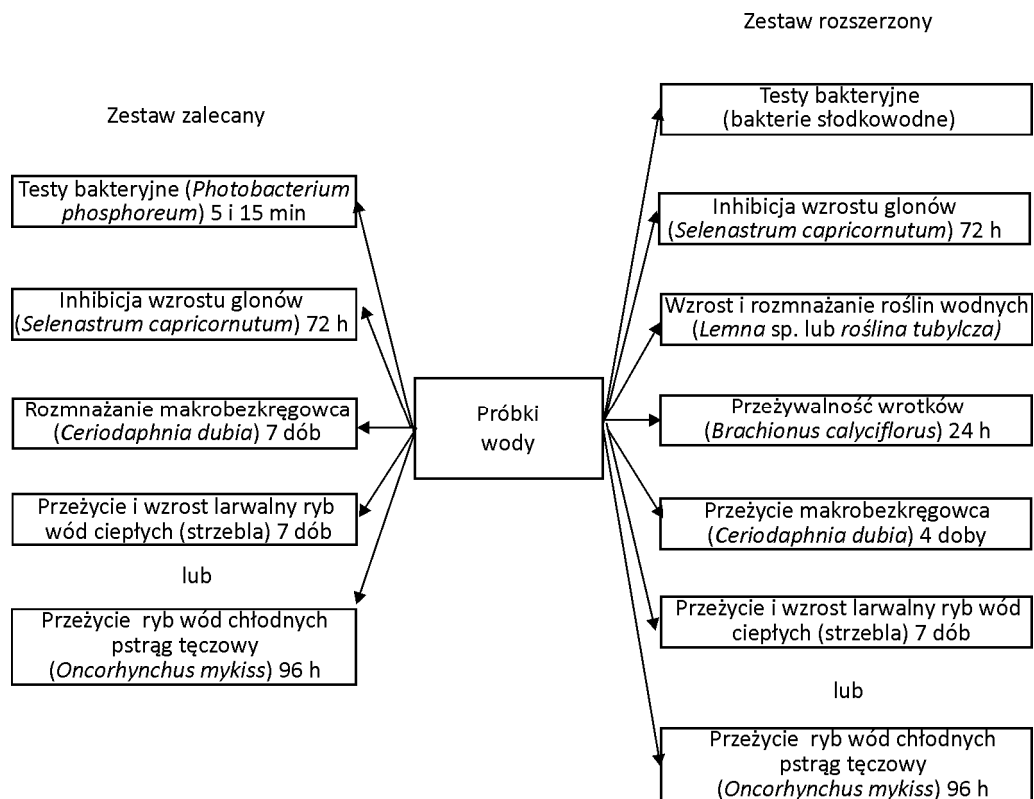 Zestaw zalecany
Testy bakteryjne (Photobacterium
phosphoreum) 5 i 15 min
Inhibicja wzrostu glonów
(Selenastrum capricornutum) 72 h
Rozmnażanie makrobezkręgowca
(Ceriodaphnia dubia) 7 dób
Przeżycie i wzrost larwalny ryb
wód ciepłych (strzebla) 7 dób
lub
Przeżycie ryb wód chłodnych
pstrąg tęczowy
(Oncorhynchus mykiss) 96 h
Próbki
wody
Zestaw rozszerzony
Testy bakteryjne
(bakterie słodkowodne)
Inhibicja wzrostu glonów
(Selenastrum capricornutum) 72 h
Wzrost i rozmnażanie roślin wodnych
(Lemna sp. lub roślina tubylcza)
Przeżywalność wrotków
(Brachionus calyciflorus) 24 h
Przeżycie makrobezkręgowca
(Ceriodaphnia dubia) 4 doby
Przeżycie i wzrost larwalny ryb wód
ciepłych (strzebla) 7 dób
lub
Przeżycie ryb wód chłodnych
pstrąg tęczowy
(Oncorhynchus mykiss) 96 h